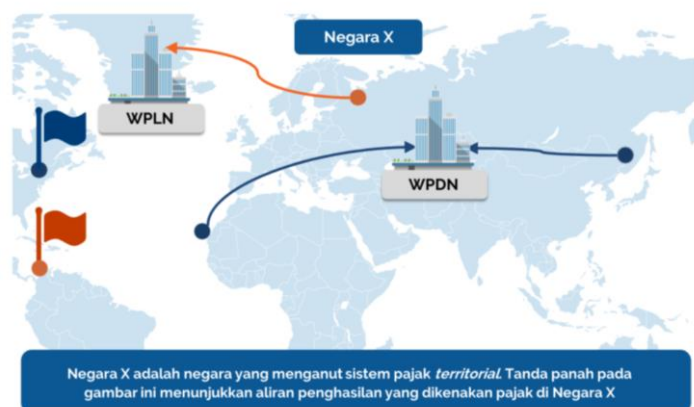 Negara X
WPLN
WPDN
Negara X adalah negara yang menganut sistem pajak territorial. Tanda panah pada
gambar ini menunjukkan aliran penghasilan yang dikenakan pajak di Negara X